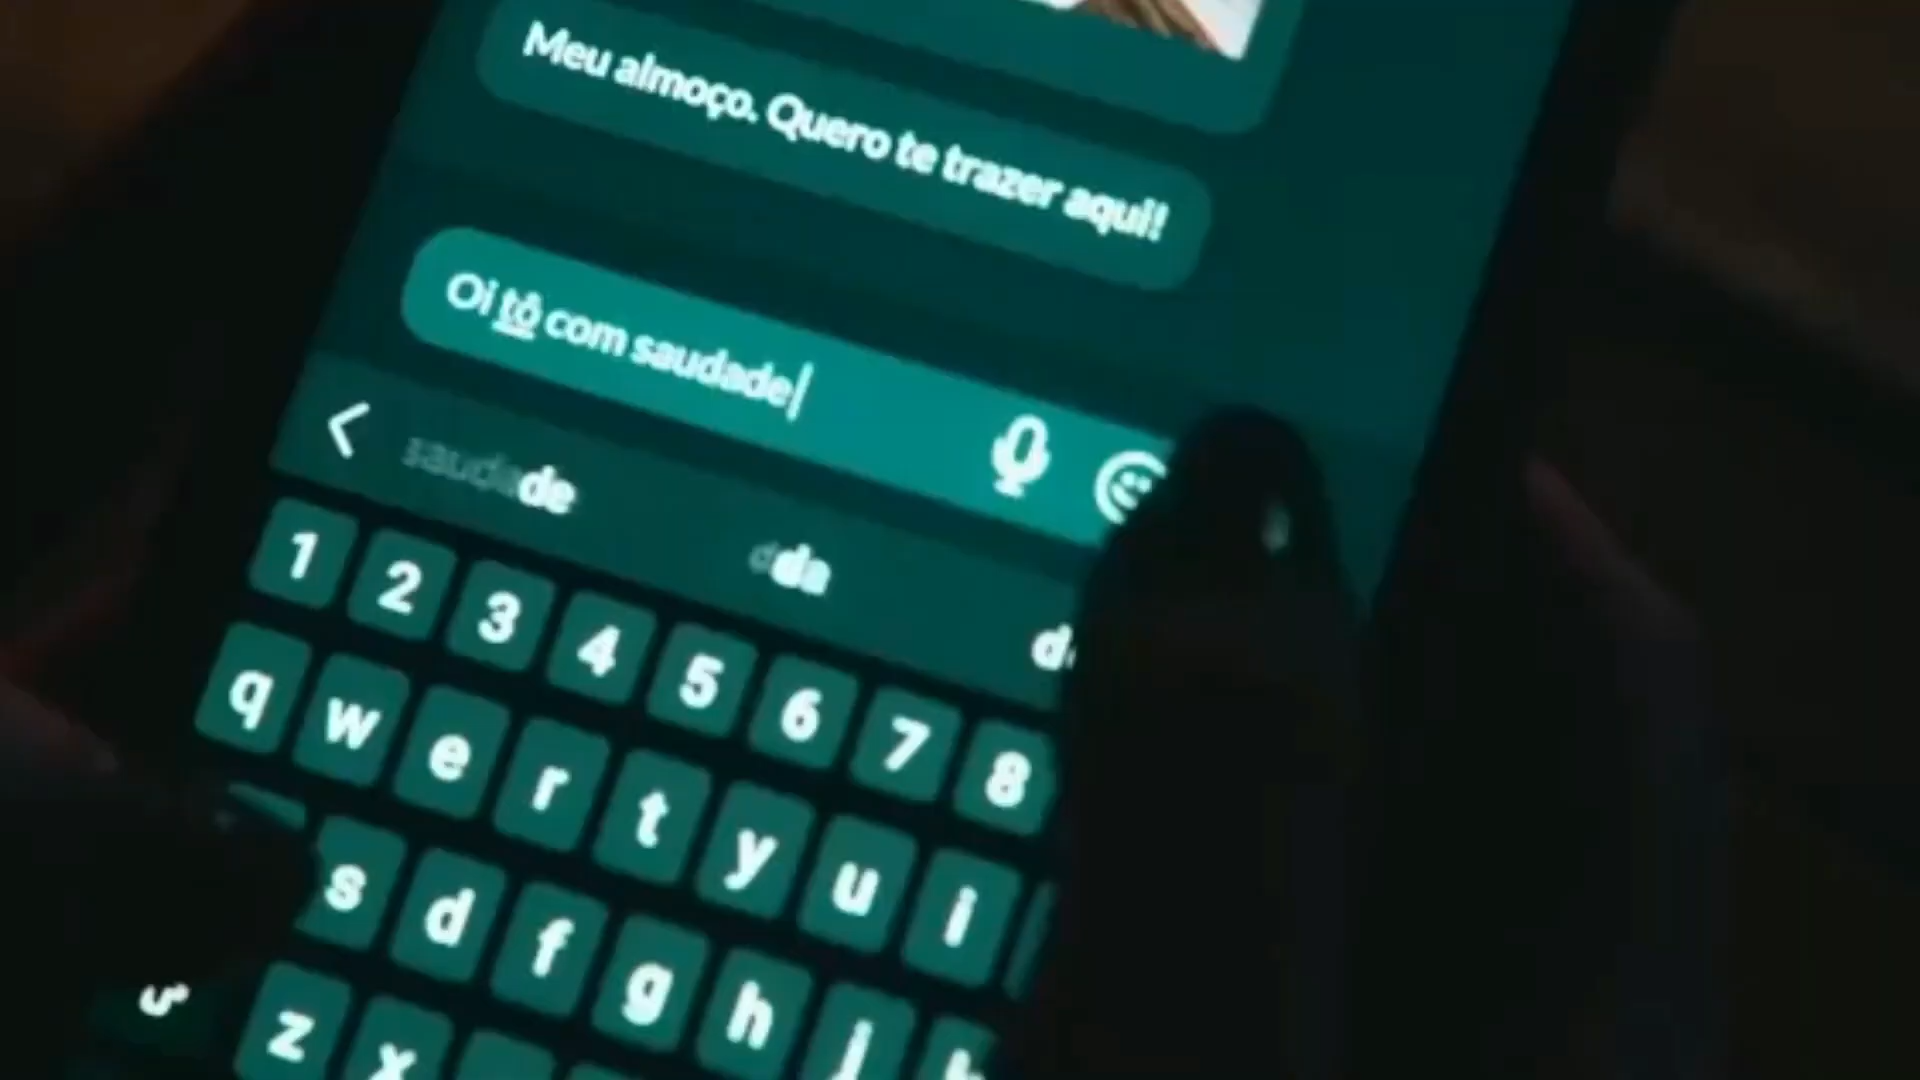 Meu almoço. Quero te trazer aqui!
Oi tô com saudade
saudade
dda
1 2 3 4 5 6 7 8
q w e r t y u i
s d f g h j
z x